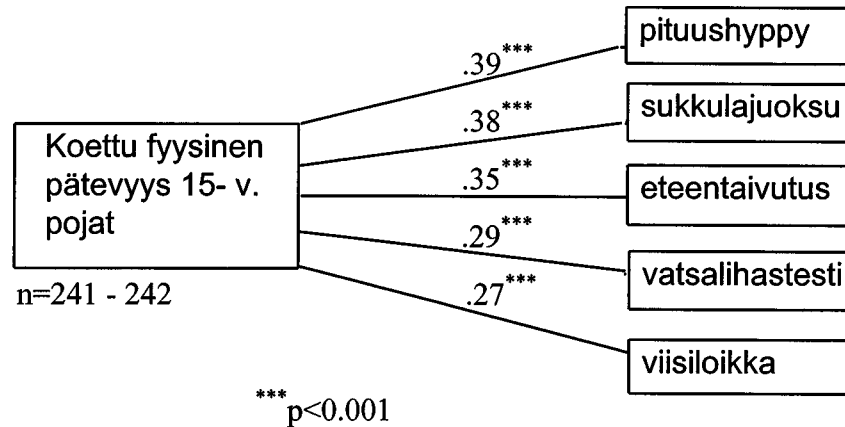 pituushyppy
.39***
sukkulajuoksu
.38***
Koettu fyysinen
pätevyys 15- v.
pojat
.35***
eteentaivutus
.29***
vatsalihastesti
n=241 - 242
.27***
viisiloikka
***p<0.001